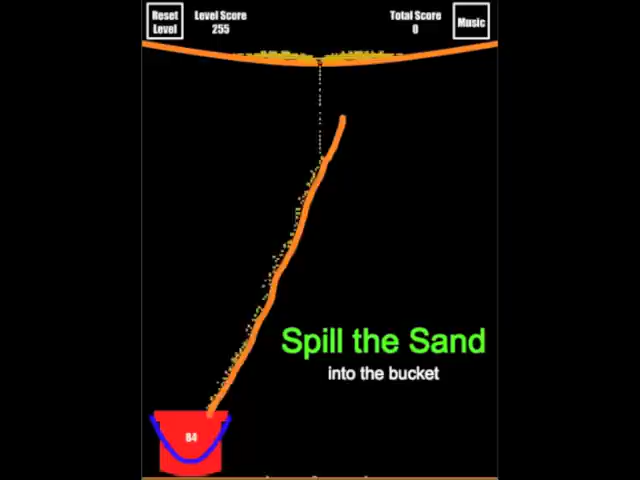 Reset
Level
Level Score
255
Total Score
0
Music
Spill the Sand
into the bucket
84